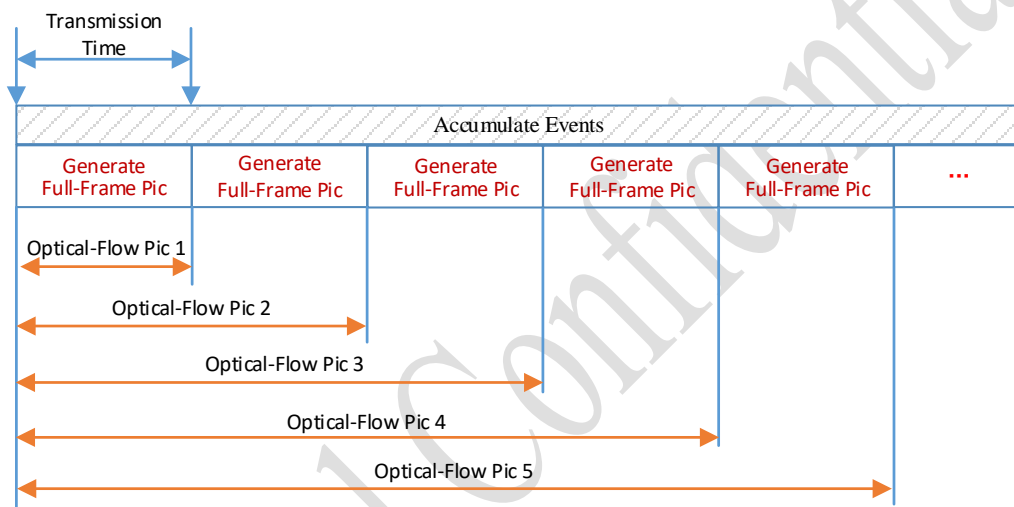 Transmission
Time
Accumulate Events
Generate
Full-Frame Pic
Generate
Full-Frame Pic
Generate
Full-Frame Pic
Generate
Full-Frame Pic
Generate
Full-Frame Pic
...
Optical-Flow Pic 1
Optical-Flow Pic 2
Optical-Flow Pic 3
Optical-Flow Pic 4
Optical-Flow Pic 5